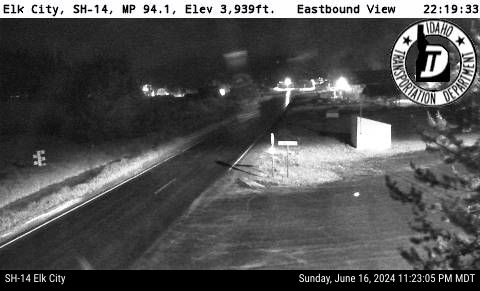 Elk City, SH-14, MP 94.1, Elev 3,939ft. Eastbound View 22:19:33
IDAHO
TRANSPORTATION DEPARTMENT
SH-14 Elk City Sunday, June 16, 2024 11:23:05 PM MDT